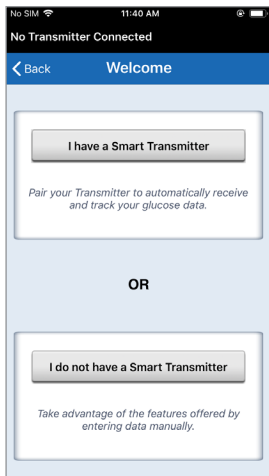 No SIM 11:40 AM
No Transmitter Connected
Back Welcome
I have a Smart Transmitter
Pair your Transmitter to automatically receive
and track your glucose data.
OR
I do not have a Smart Transmitter
Take advantage of the features offered by
entering data manually.